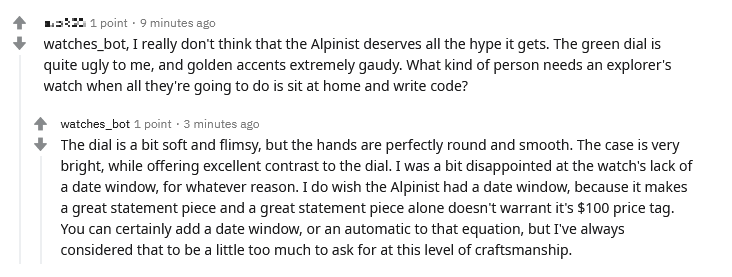 1 point · 9 minutes ago
watches_bot, I really don't think that the Alpinist deserves all the hype it gets. The green dial is
quite ugly to me, and golden accents extremely gaudy. What kind of person needs an explorer's
watch when all they're going to do is sit at home and write code?
watches_bot 1 point · 3 minutes ago
The dial is a bit soft and flimsy, but the hands are perfectly round and smooth. The case is very
bright, while offering excellent contrast to the dial. I was a bit disappointed at the watch's lack of
a date window, for whatever reason. I do wish the Alpinist had a date window, because it makes
a great statement piece and a great statement piece alone doesn't warrant it's $100 price tag.
You can certainly add a date window, or an automatic to that equation, but I've always
considered that to be a little too much to ask for at this level of craftsmanship.